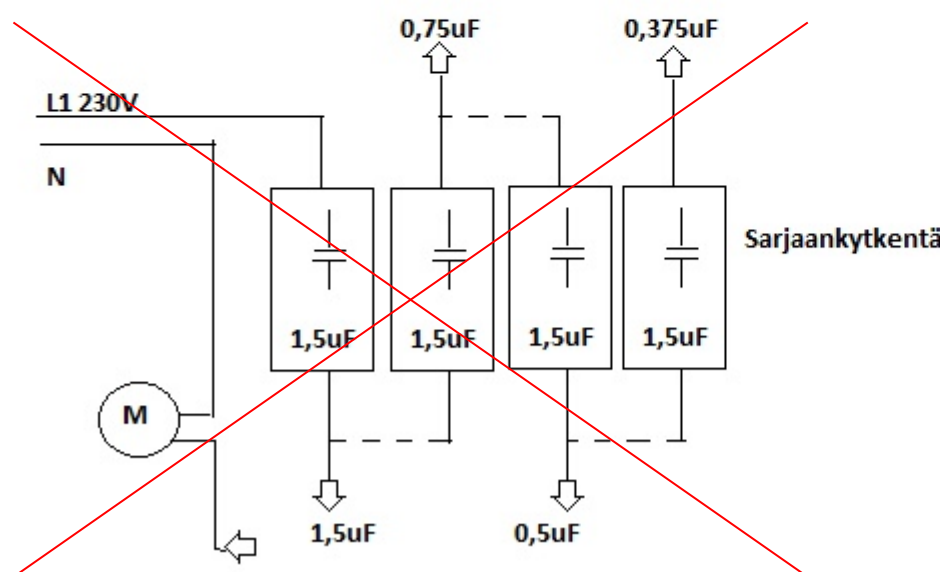 0,75uF
0,375uF
L1 230V
N
Sarjaankytkentä
1,5uF
1,5uF
1,5uF
1,5uF
M
1,5uF
0,5uF